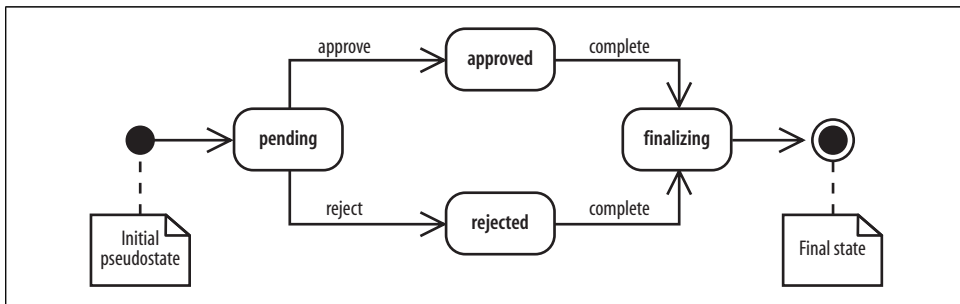 approve
approved
complete
pending
finalizing
reject
rejected
complete
Initial
pseudostate
Final state